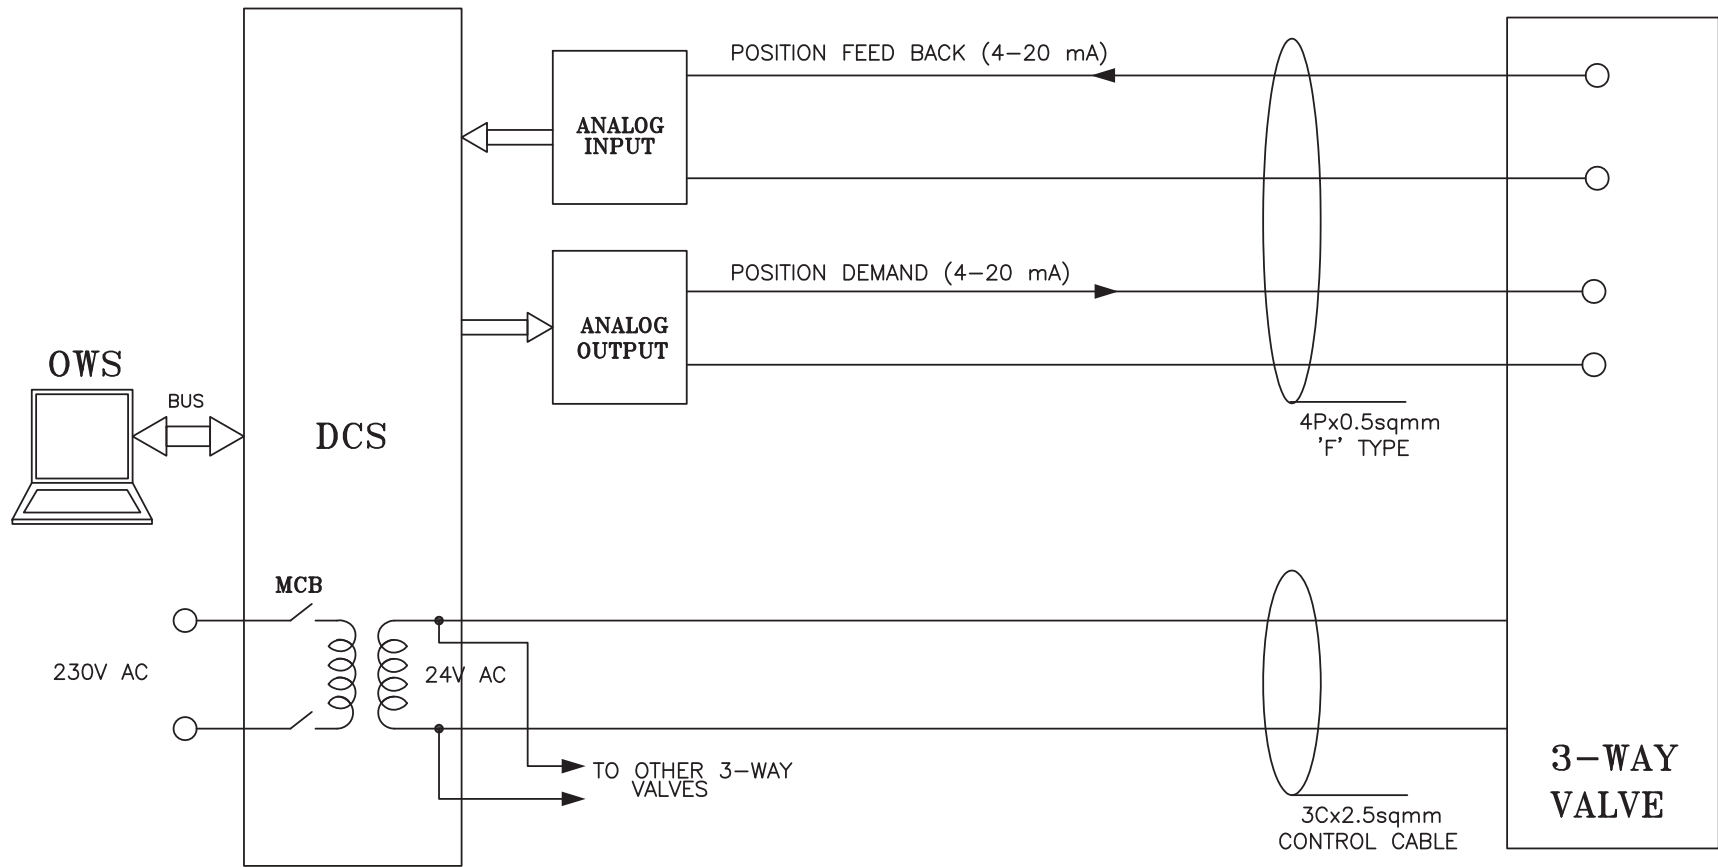 POSITION FEED BACK (4-20 mA)
ANALOG
INPUT
POSITION DEMAND (4-20 mA)
ANALOG
OUTPUT
OWS
BUS
DCS
4Px0.5sqmm
'F' TYPE
MCB
230V AC
24V AC
TO OTHER 3-WAY
VALVES
3-WAY
VALVE
3Cx2.5sqmm
CONTROL CABLE